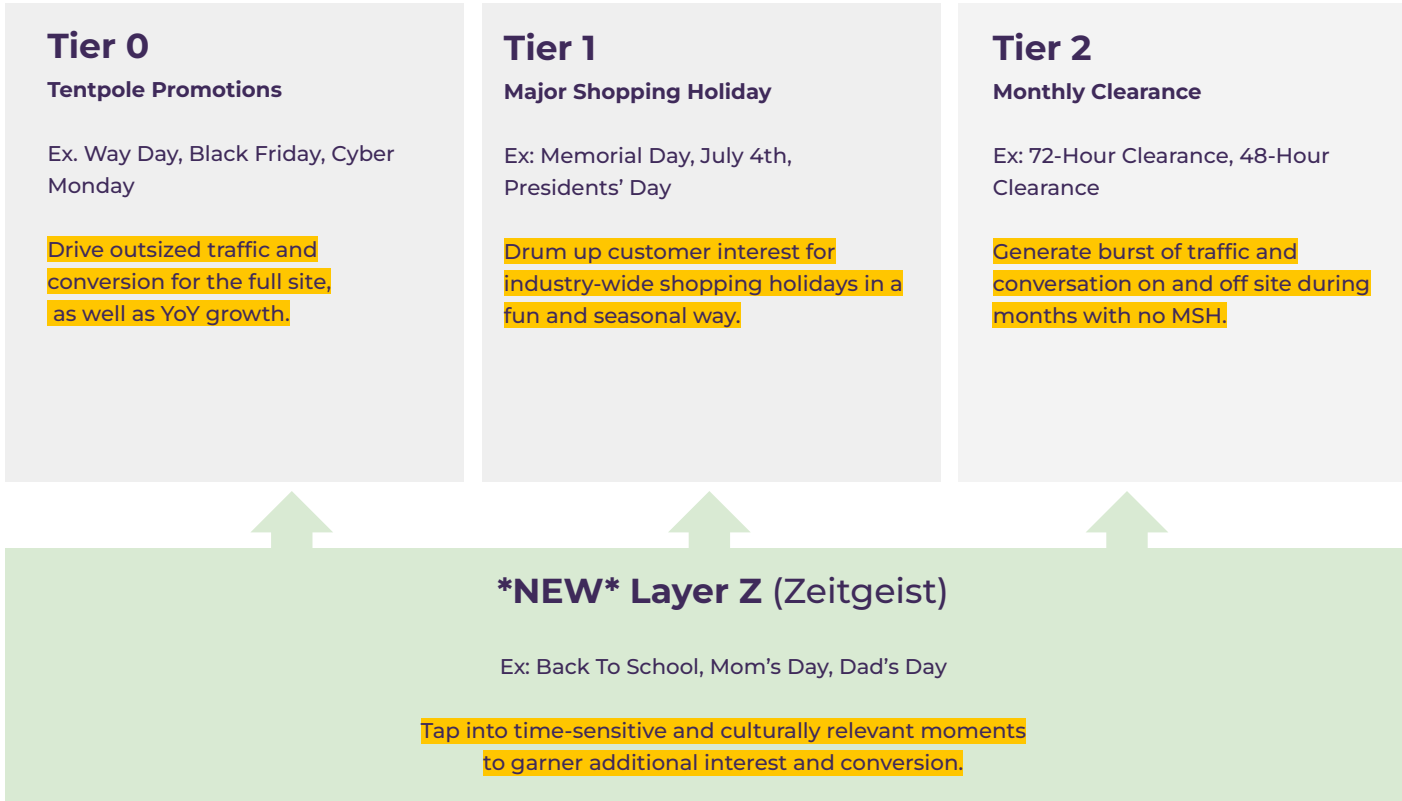 Tier 0
Tentpole Promotions
Ex. Way Day, Black Friday, Cyber
Monday
Drive outsized traffic and
conversion for the full site,
as well as YoY growth.
Tier 1
Major Shopping Holiday
Ex: Memorial Day, July 4th,
Presidents’ Day
Drum up customer interest for
industry-wide shopping holidays in a
fun and seasonal way.
Tier 2
Monthly Clearance
Ex: 72-Hour Clearance, 48-Hour
Clearance
Generate burst of traffic and
conversation on and off site during
months with no MSH.
*NEW* Layer Z (Zeitgeist)
Ex: Back To School, Mom’s Day, Dad’s Day
Tap into time-sensitive and culturally relevant moments
to garner additional interest and conversion.